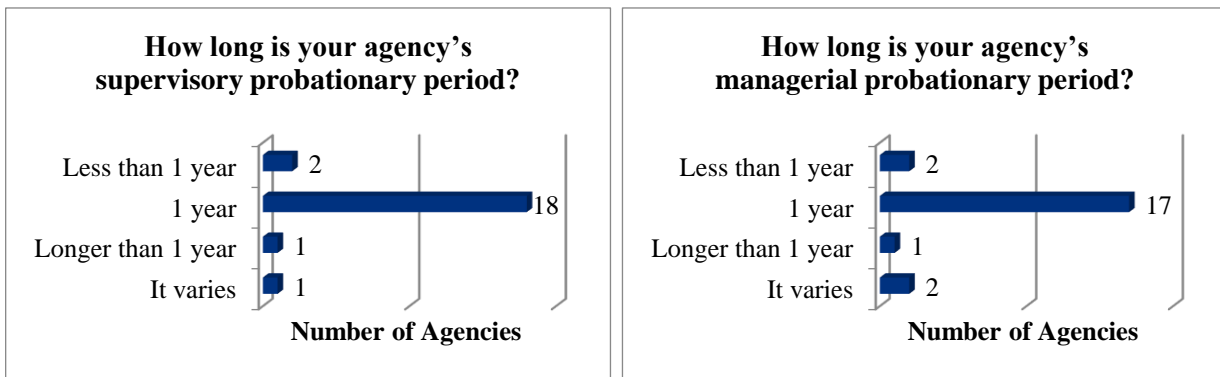 How long is your agency’s
supervisory probationary period?
Less than 1 year 2
1 year 18
Longer than 1 year 1
It varies 1
Number of Agencies
How long is your agency’s
managerial probationary period?
Less than 1 year 2
1 year 17
Longer than 1 year 1
It varies 2
Number of Agencies